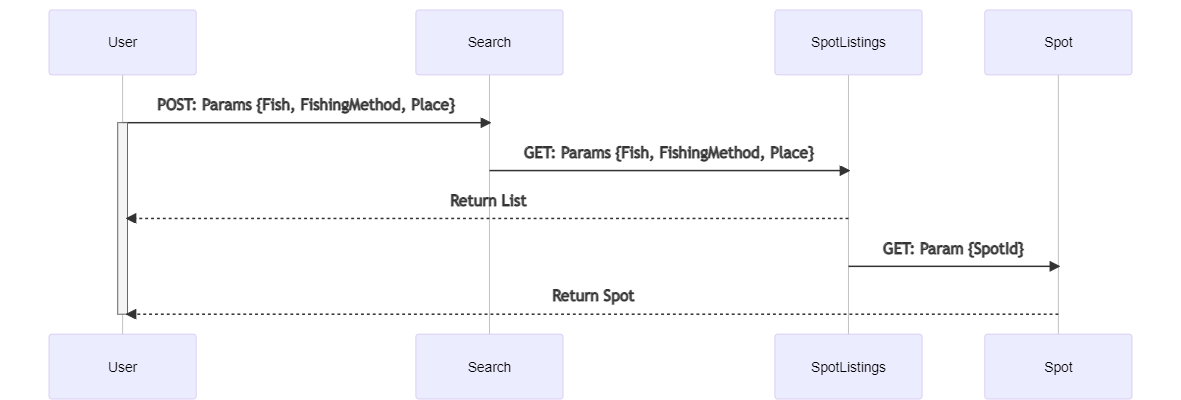 User
Search
SpotListings
Spot
POST: Params {Fish, FishingMethod, Place}
GET: Params {Fish, FishingMethod, Place}
Return List
GET: Param {SpotId}
Return Spot
User
Search
SpotListings
Spot